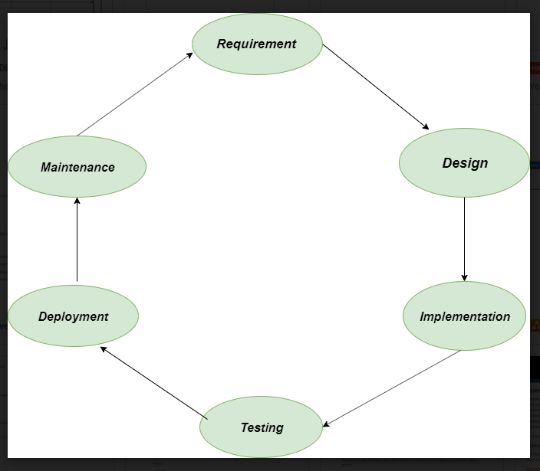 Requirement
Design
Implementation
Testing
Deployment
Maintenance